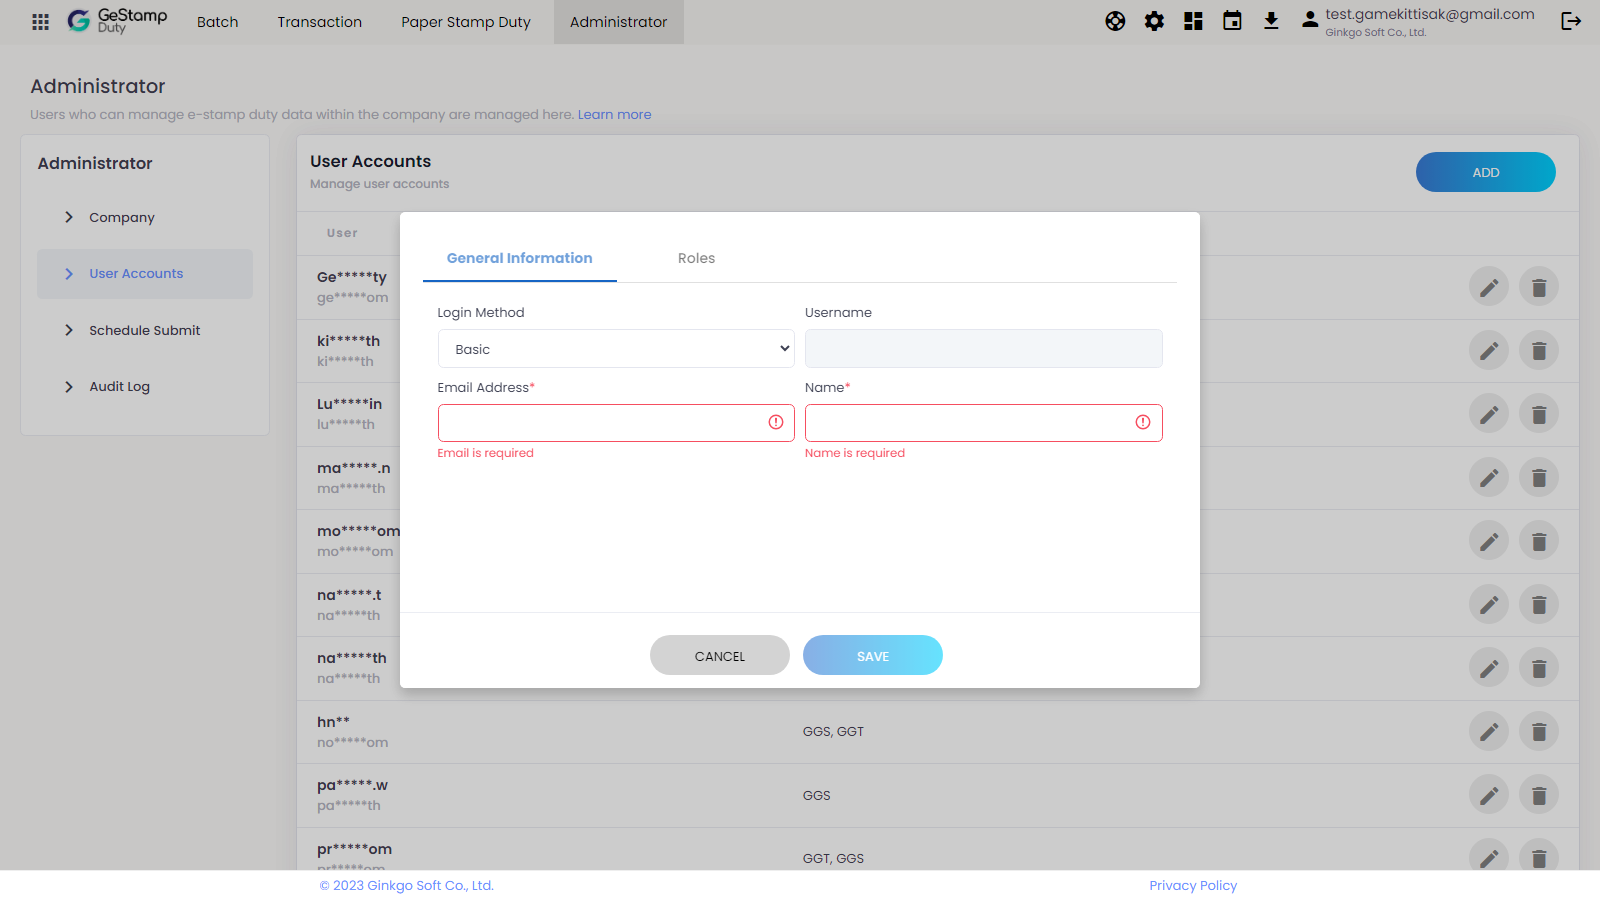 GeStamp
Duty
Batch
Transaction
Paper Stamp Duty
Administrator
test.gamekittisak@gmail.com
Ginkgo Soft Co., Ltd.
Administrator
Users who can manage e-stamp duty data within the company are managed here. Learn more
Administrator
Company
User Accounts
Schedule Submit
Audit Log
User Accounts
Manage user accounts
ADD
User
Ge*****ty
ge*****om
ki*****th
ki*****th
Lu*****in
lu*****th
ma*****.n
ma*****th
mo*****om
mo*****om
na*****.t
na*****th
na*****th
na*****th
hn**
no*****om
GGS, GGT
pa*****.w
pa*****th
GGS
pr*****om
pr*****om
GGT, GGS
General Information
Roles
Login Method
Username
Basic
Email Address*
Name*
Email is required
Name is required
CANCEL
SAVE
© 2023 Ginkgo Soft Co., Ltd.
Privacy Policy